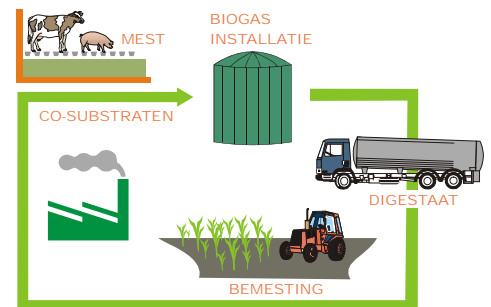 MEST
BIOGAS
INSTALLATIE
CO-SUBSTRATEN
DIGESTAAT
BEMESTING